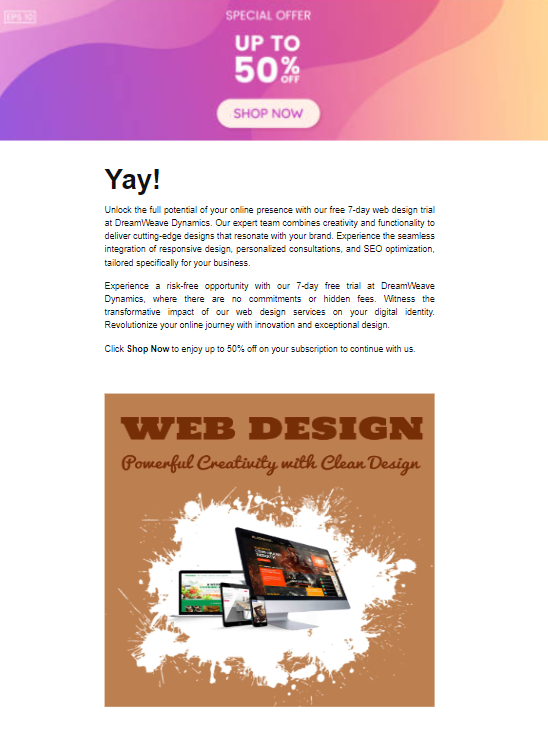 EPS 10
SPECIAL OFFER
UP TO
50% OFF
SHOP NOW
Yay!
Unlock the full potential of your online presence with our free 7-day web design trial
at DreamWeave Dynamics. Our expert team combines creativity and functionality to
deliver cutting-edge designs that resonate with your brand. Experience the seamless
integration of responsive design, personalized consultations, and SEO optimization,
tailored specifically for your business.
Experience a risk-free opportunity with our 7-day free trial at DreamWeave
Dynamics, where there are no commitments or hidden fees. Witness the
transformative impact of our web design services on your digital identity.
Revolutionize your online journey with innovation and exceptional design.
Click Shop Now to enjoy up to 50% off on your subscription to continue with us.
WEB DESIGN
Powerful Creativity with Clean Design